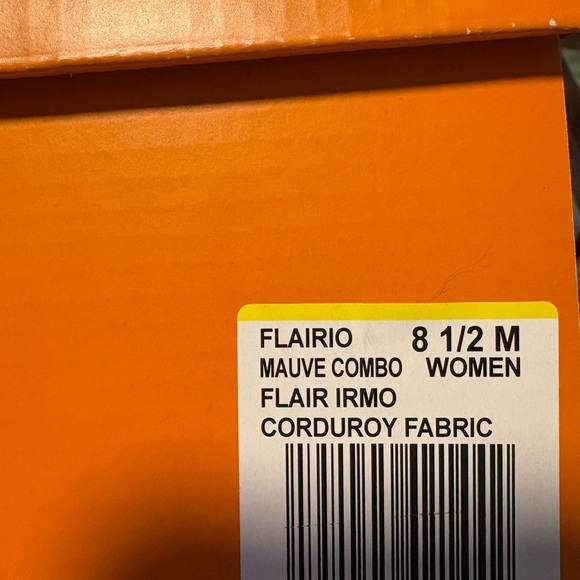 FLAIRIO 8 1/2 M
MAUVE COMBO WOMEN
FLAIR IRMO
CORDUROY FABRIC